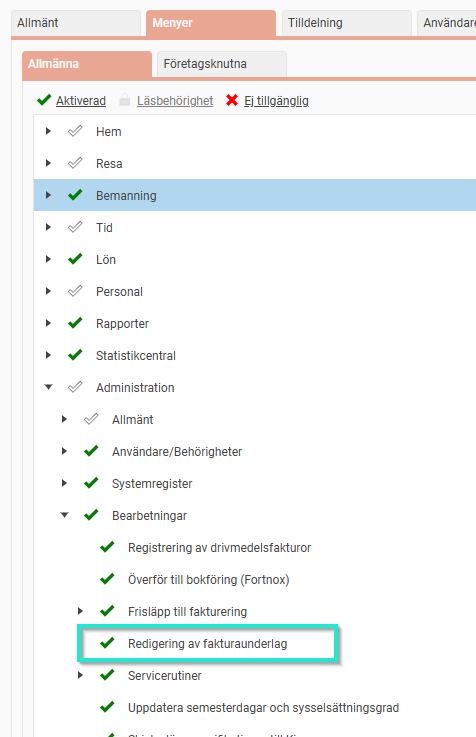 Allmänt Menyer Tilldelning Användare
Allmänna Företagsknutna
Aktiverad Läsbehörighet Ej tillgänglig
Hem
Resa
Bemanning
Tid
Lön
Personal
Rapporter
Statistikcentral
Administration
Allmänt
Användare/Behörigheter
Systemregister
Bearbetningar
Registrering av drivmedelsfakturor
Överför till bokföring (Fortnox)
Frisläpp till fakturering
Redigering av fakturaunderlag
Servicerutiner
Uppdatera semesterdagar och sysselsättningsgrad